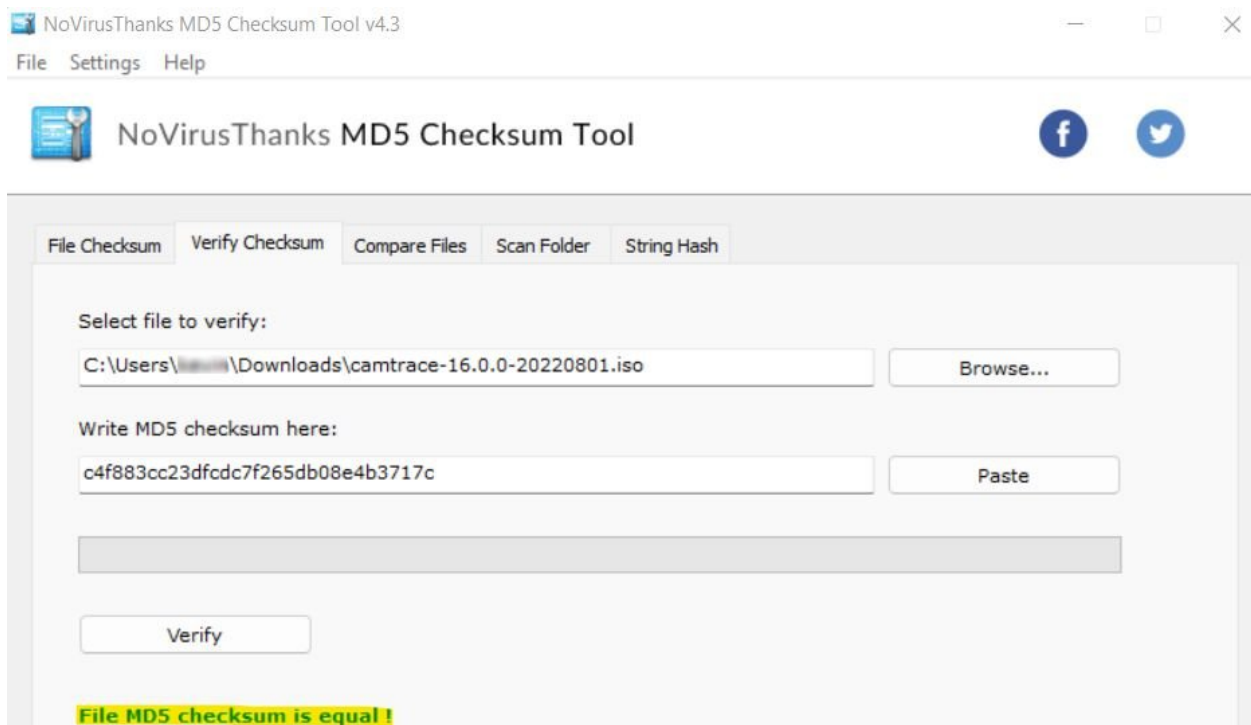 NoVirusThanks MD5 Checksum Tool v4.3
File Settings Help
NoVirusThanks MD5 Checksum Tool
File Checksum Verify Checksum Compare Files Scan Folder String Hash
Select file to verify:
C:\Users\ \Downloads\camtrace-16.0.0-20220801.iso Browse...
Write MD5 checksum here:
c4f883cc23dfcdc7f265db08e4b3717c Paste
Verify
File MD5 checksum is equal !